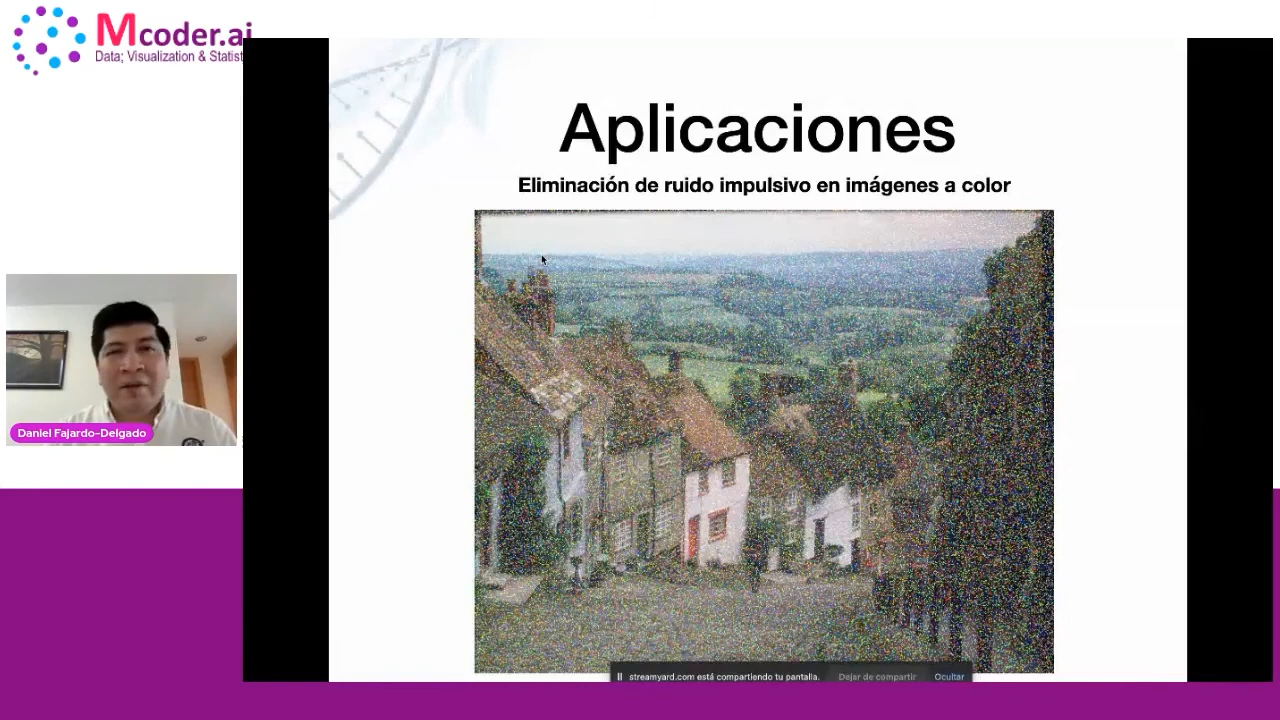 Mcoder.ai
Data; Visualization & Statist
Aplicaciones
Eliminación de ruido impulsivo en imágenes a color
Daniel Fajardo-Delgado
streamyard.com está compartiendo tu pantalla. Dejar de compartir Ocultar